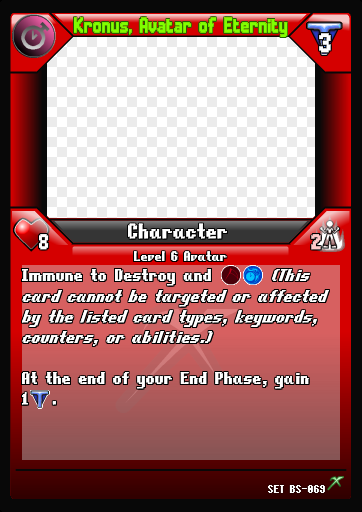 Kronus, Avatar of Eternity
3
8
Character
2
Level 6 Avatar
Immune to Destroy and (This
card cannot be targeted or affected
by the listed card types, keywords,
counters, or abilities.)
At the end of your End Phase, gain
1 .
SET BS-069